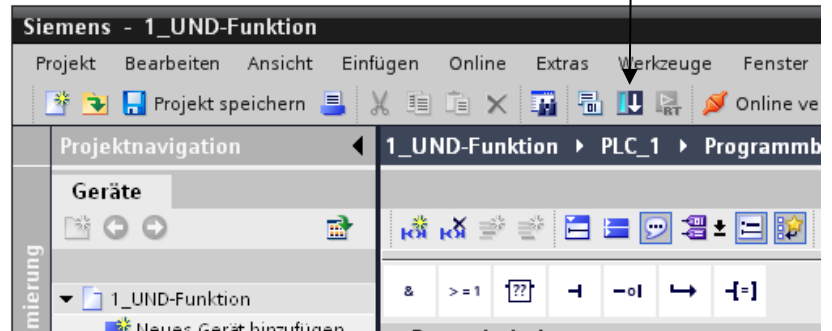 Siemens - 1_UND-Funktion
Projekt Bearbeiten Ansicht Einfügen Online Extras Werkzeuge Fenster
Projekt speichern RT Online ve
Projektnavigation 1_UND-Funktion PLC_1 Programmb
Geräte
& >=1 ?? -o| -[=]
1_UND-Funktion
Neues Gerät hinzufügen
mierung